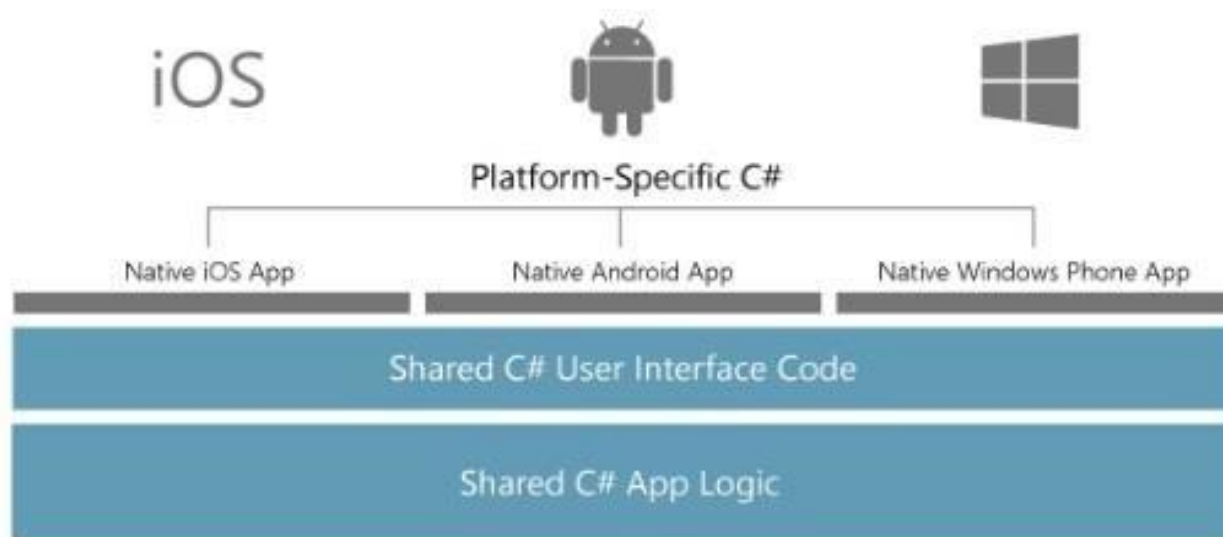 iOS
Platform-Specific C#
Native iOS App
Native Android App
Native Windows Phone App
Shared C# User Interface Code
Shared C# App Logic